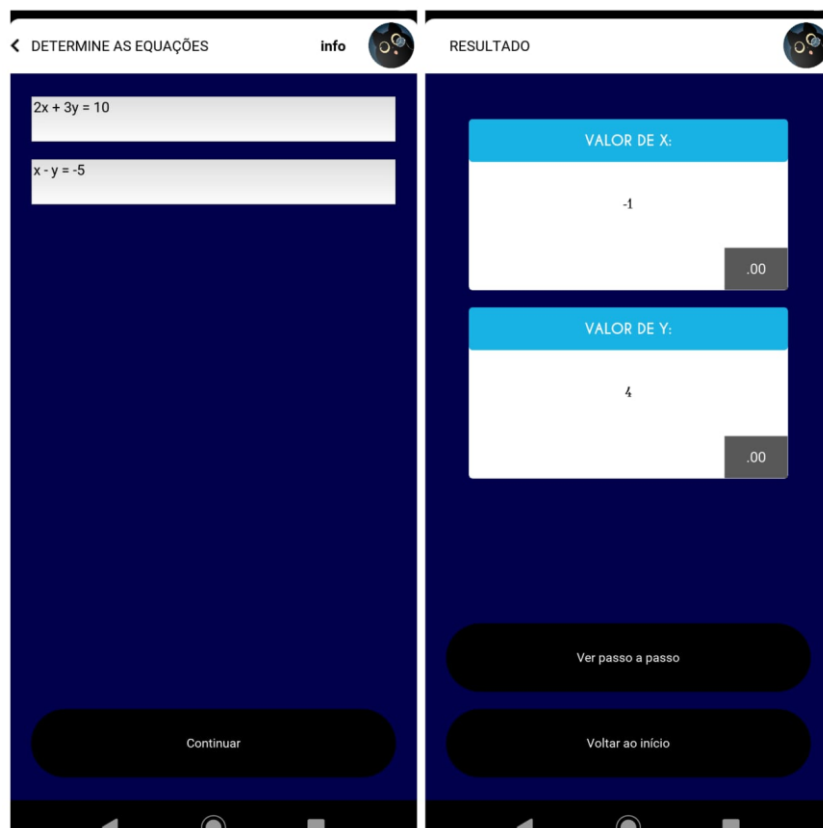 DETERMINE AS EQUAÇÕES
info
2x + 3y = 10
x - y = -5
Continuar
RESULTADO
VALOR DE X:
-1
.00
VALOR DE Y:
4
.00
Ver passo a passo
Voltar ao início